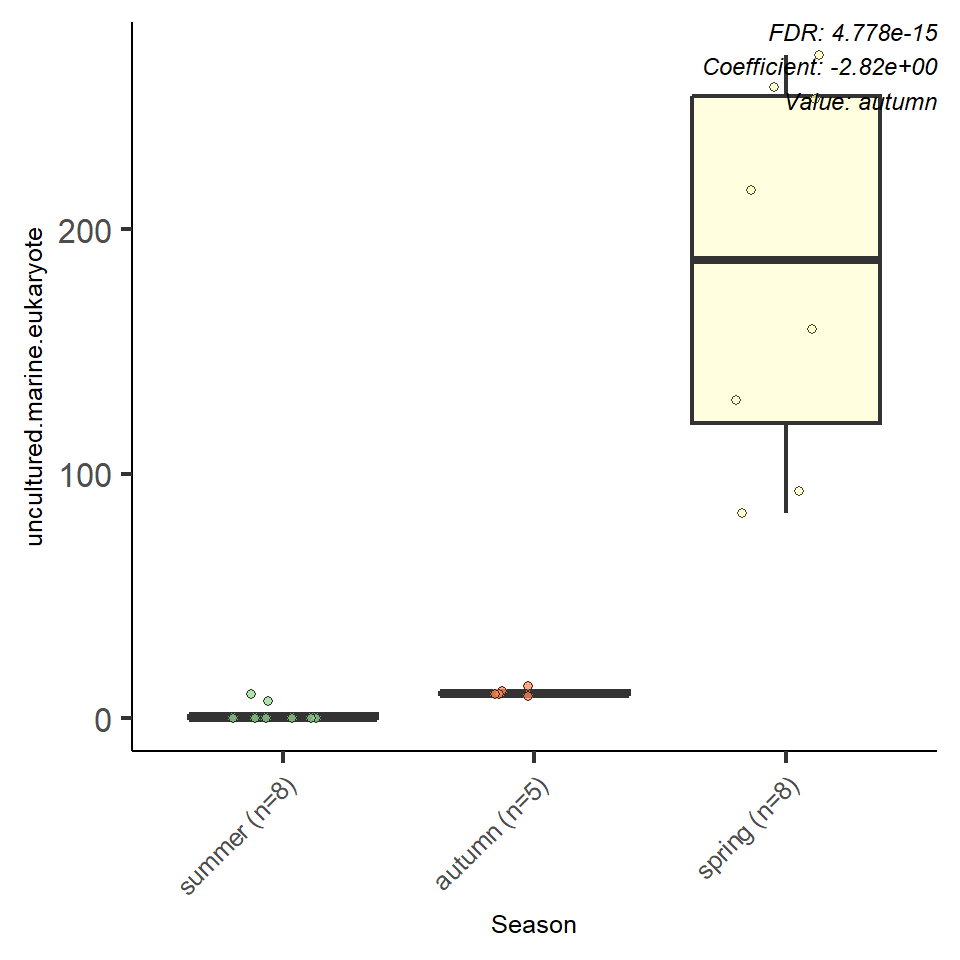 FDR: 4.778e-15
Coefficient: -2.82e+00
Value: autumn
uncultured.marine.eukaryote
200
100
0
summer (n=8)
autumn (n=5)
spring (n=8)
Season